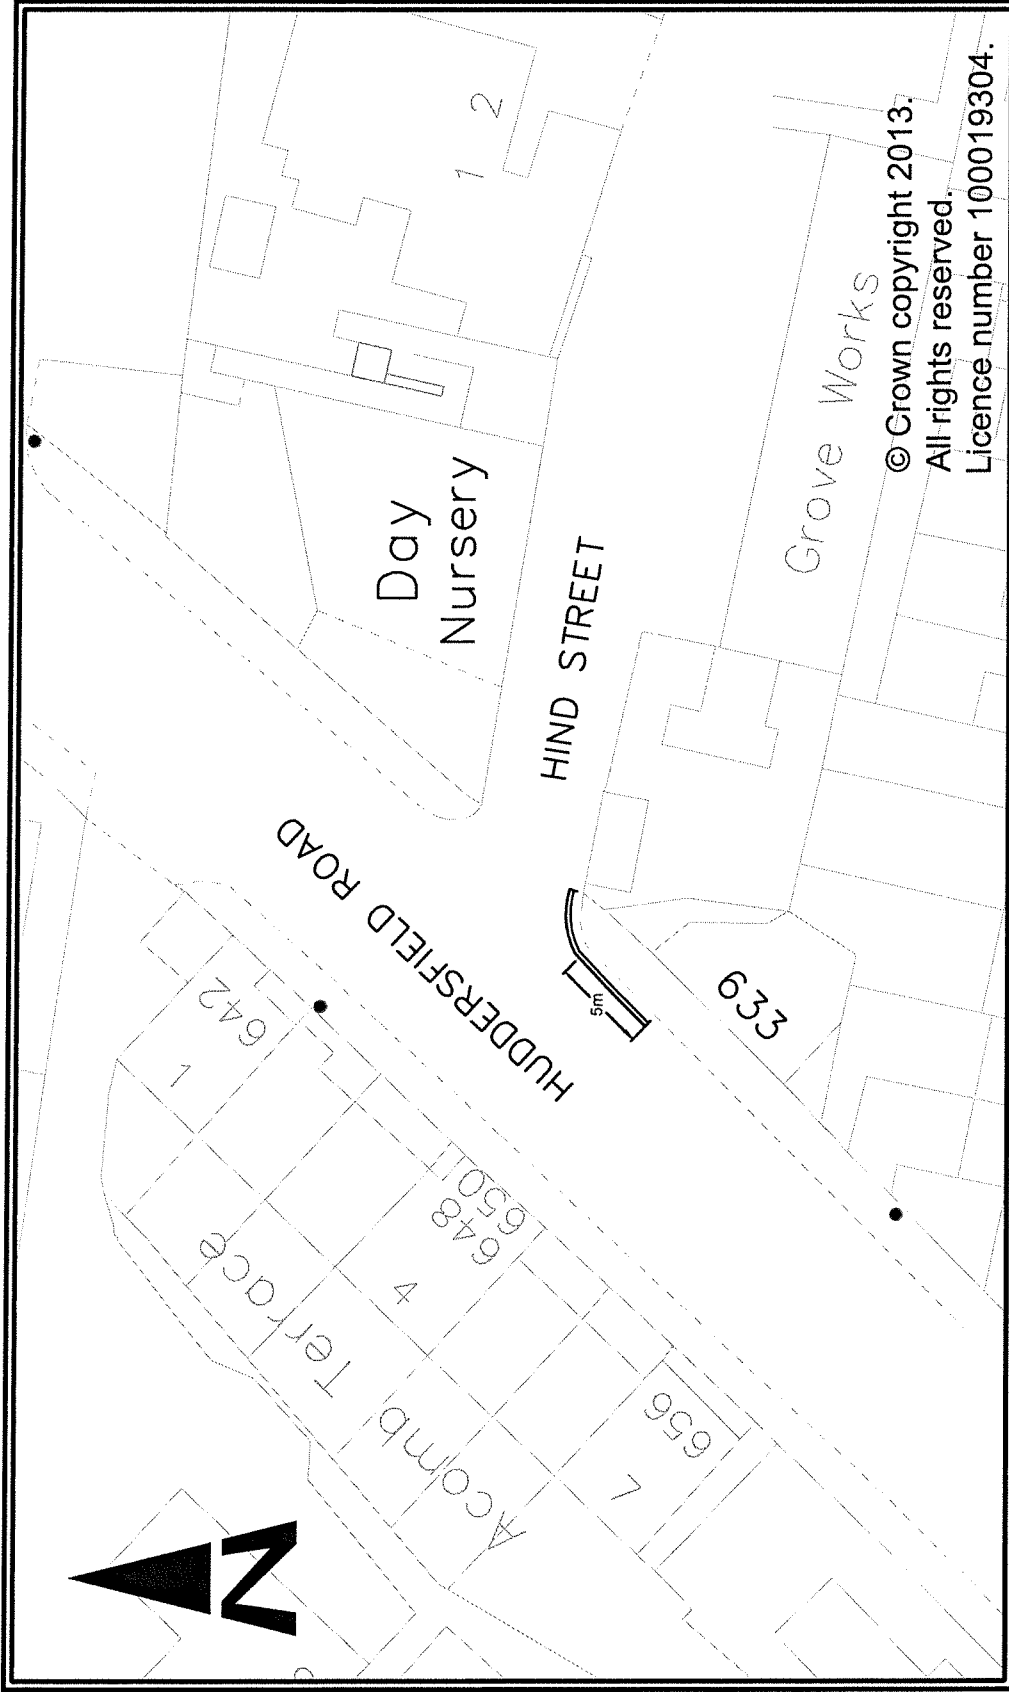 N
Acomb Terrace
1
642
4
648
650
7
656
HUDDERSFIELD ROAD
5m
633
HIND STREET
Day
Nursery
1 2
Grove Works
© Crown copyright 2013.
All rights reserved.
Licence number 100019304.